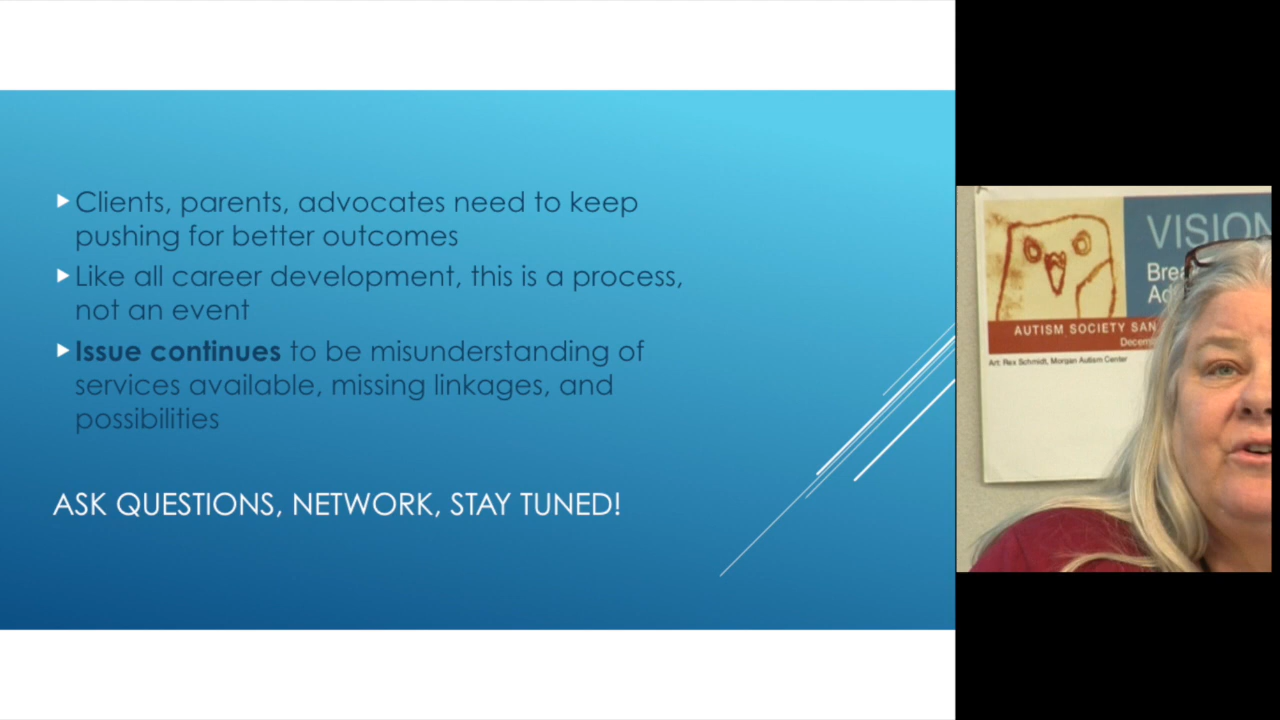 Clients, parents, advocates need to keep
pushing for better outcomes
Like all career development, this is a process,
not an event
Issue continues to be misunderstanding of
services available, missing linkages, and
possibilities
ASK QUESTIONS, NETWORK, STAY TUNED!
VISION
AUTISM SOCIETY SAN
Art: Rex Schmidt, Morgan Autism Center